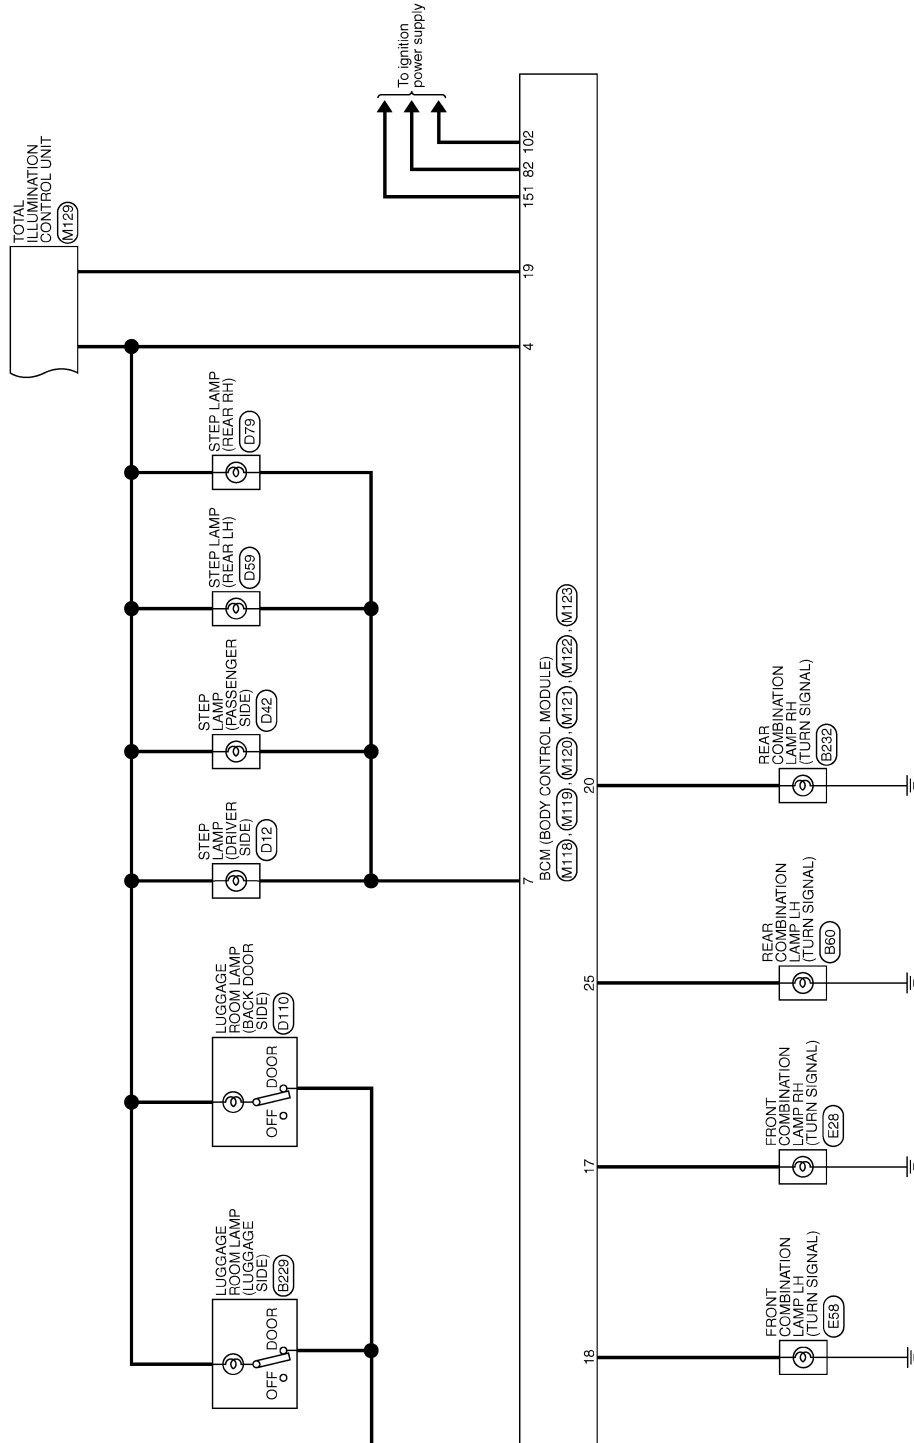 To ignition
power supply
102
82
151
TOTAL
ILLUMINATION
CONTROL UNIT
M129
19
4
STEP LAMP
(REAR RH)
D79
STEP LAMP
(REAR LH)
D59
STEP
LAMP
(PASSENGER
SIDE)
D42
STEP
LAMP
(DRIVER
SIDE)
D12
7
BCM (BODY CONTROL MODULE)
M118 , M119 , M120 , M121 , M122 , M123
LUGGAGE
ROOM LAMP
(BACK DOOR
SIDE)
D110
OFF DOOR
LUGGAGE
ROOM LAMP
(LUGGAGE
SIDE)
B229
OFF DOOR
20
REAR
COMBINATION
LAMP RH
(TURN SIGNAL)
B232
25
REAR
COMBINATION
LAMP LH
(TURN SIGNAL)
B60
17
FRONT
COMBINATION
LAMP RH
(TURN SIGNAL)
E28
18
FRONT
COMBINATION
LAMP LH
(TURN SIGNAL)
E58